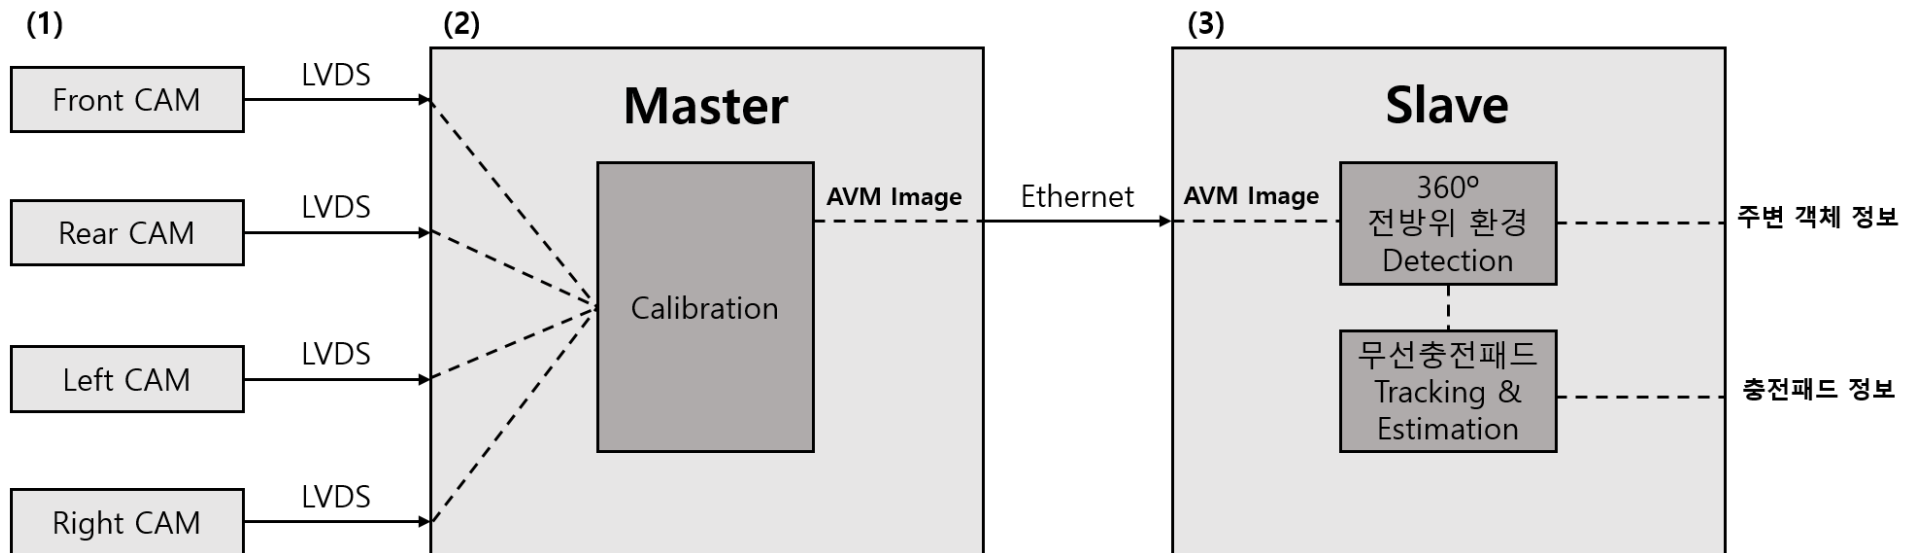 (1)
(2)
(3)
Front CAM
LVDS
Rear CAM
LVDS
Left CAM
LVDS
Right CAM
LVDS
Master
Calibration
AVM Image
Ethernet
Slave
AVM Image
360º
전방위 환경
Detection
주변 객체 정보
무선충전패드
Tracking &
Estimation
충전패드 정보